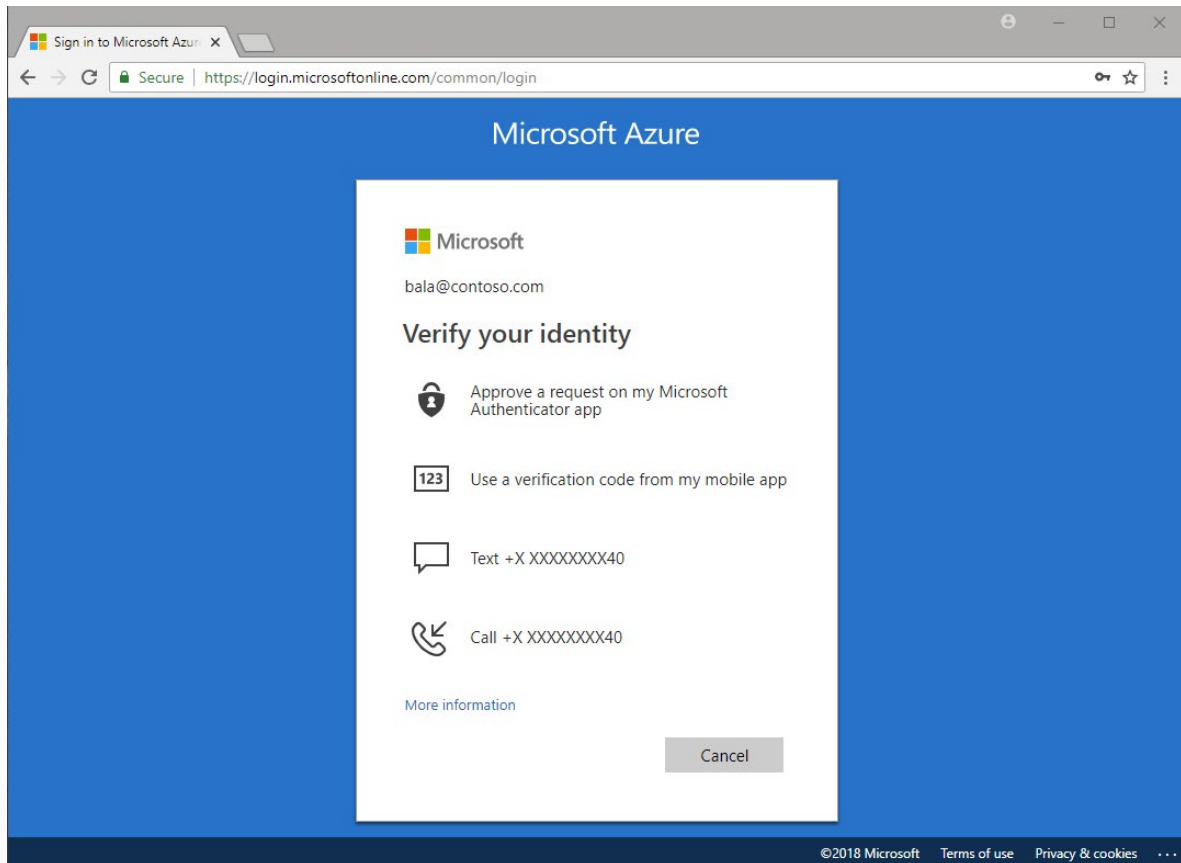 Sign in to Microsoft Azur
Secure | https://login.microsoftonline.com/common/login
Microsoft Azure
Microsoft
bala@contoso.com
Verify your identity
Approve a request on my Microsoft
Authenticator app
123 Use a verification code from my mobile app
Text +X XXXXXXXX40
Call +X XXXXXXXX40
More information
Cancel
©2018 Microsoft Terms of use Privacy & cookies ...